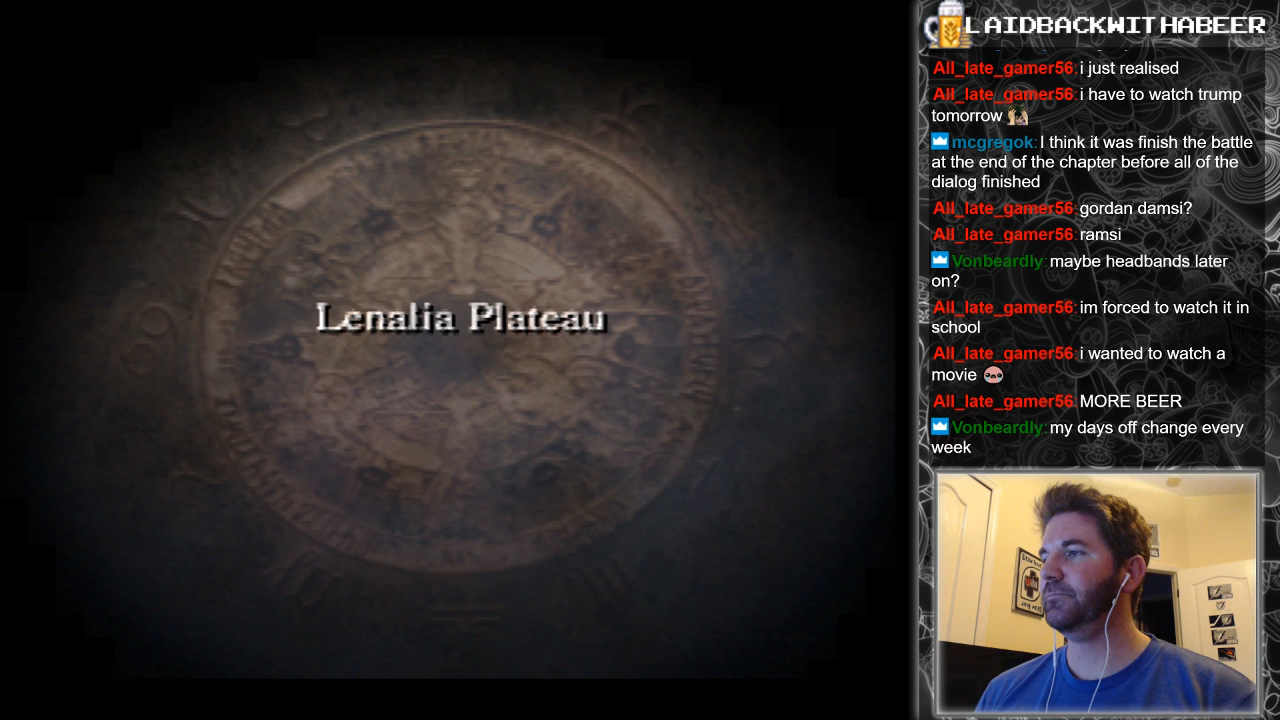 LAIDBACKWITHABEER
All_late_gamer56: i just realised
All_late_gamer56: i have to watch trump
tomorrow
mcgregok: I think it was finish the battle
at the end of the chapter before all of the
dialog finished
All_late_gamer56: gordan damsi?
All_late_gamer56: ramsi
Vonbeardly: maybe headbands later
on?
All_late_gamer56: im forced to watch it in
school
All_late_gamer56: i wanted to watch a
movie
All_late_gamer56: MORE BEER
Vonbeardly: my days off change every
week
Lenalia Plateau